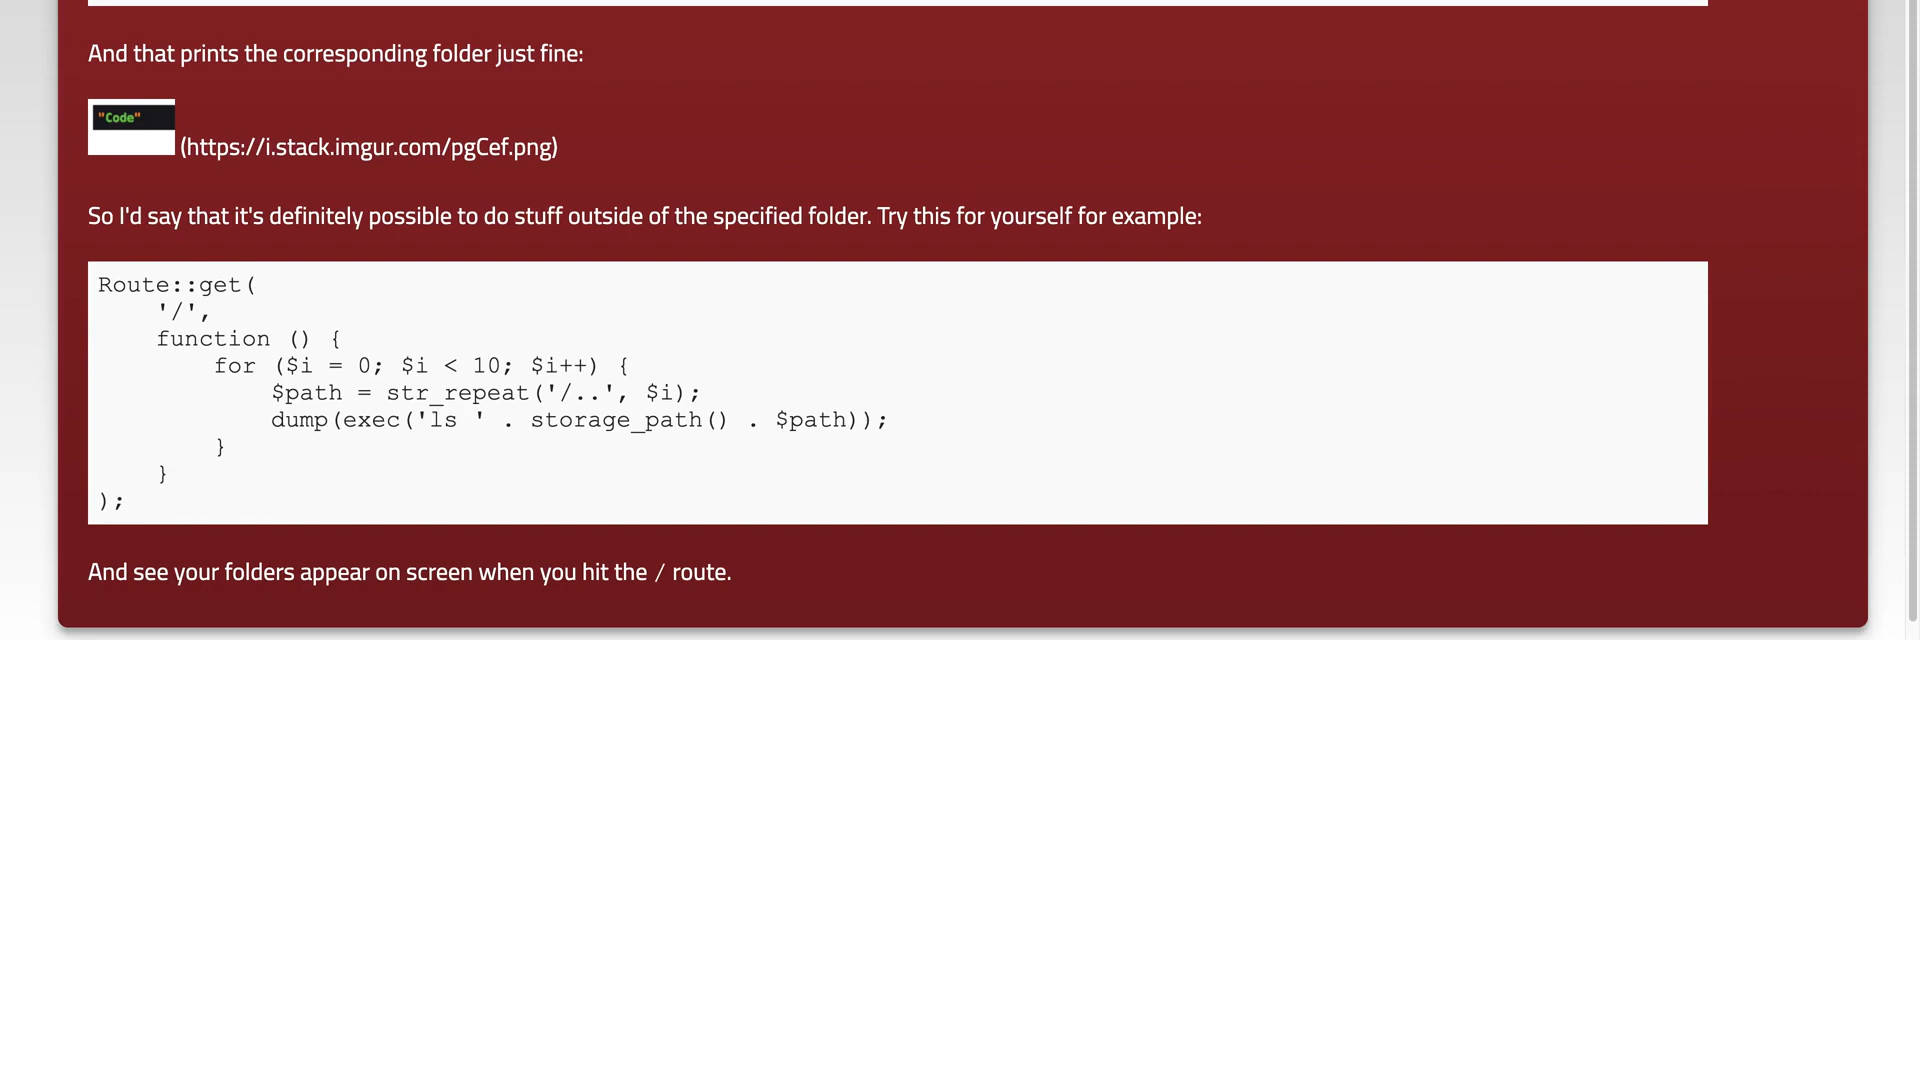 And that prints the corresponding folder just fine:
"Code"
(https://i.stack.imgur.com/pgCef.png)
So I'd say that it's definitely possible to do stuff outside of the specified folder. Try this for yourself for example:
Route::get(
    '/',
    function () {
        for ($i = 0; $i < 10; $i++) {
            $path = str_repeat('/..', $i);
            dump(exec('ls ' . storage_path() . $path));
        }
    }
);
And see your folders appear on screen when you hit the / route.